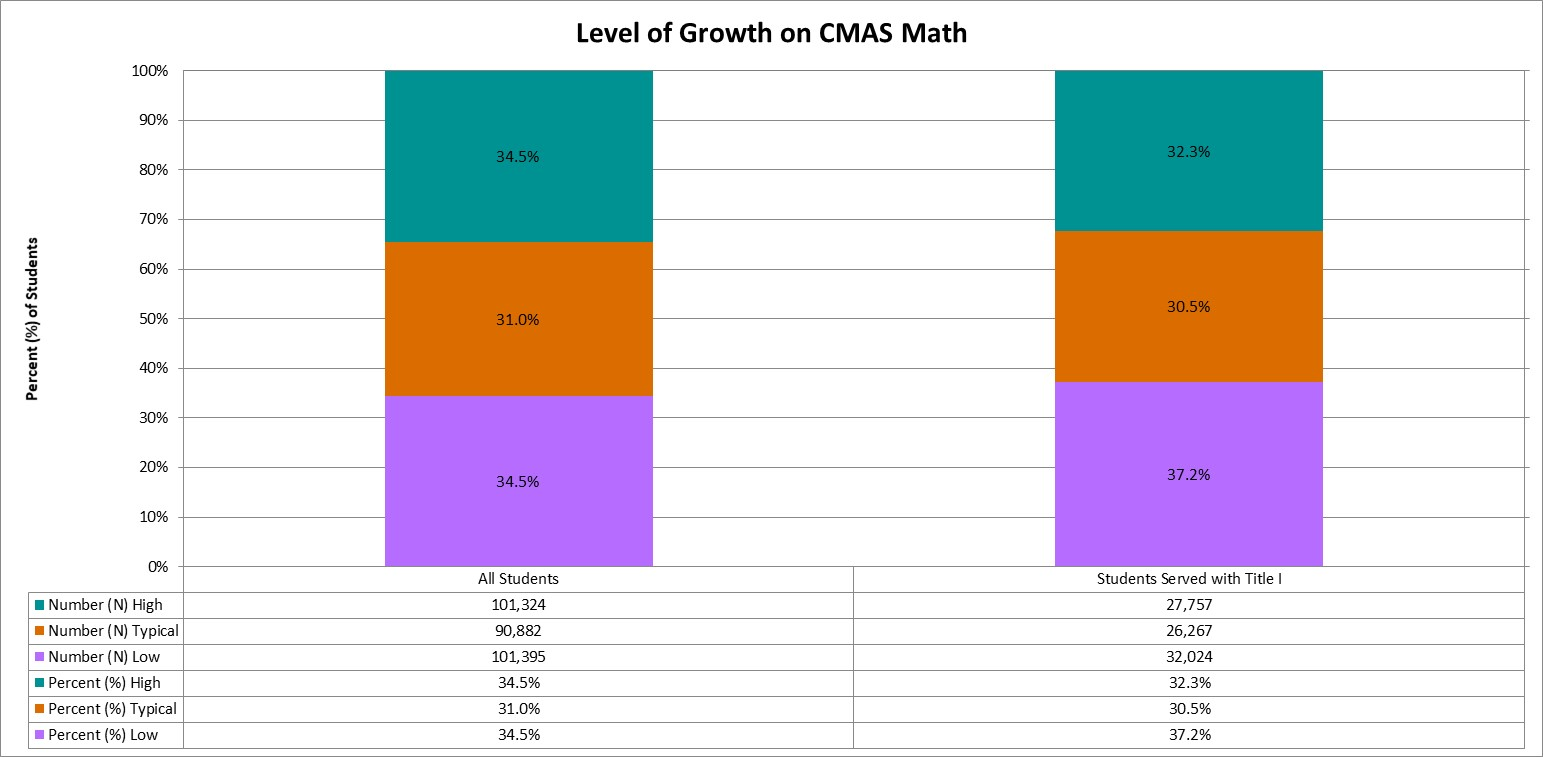 Level of Growth on CMAS Math
Percent (%) of Students
100%
90%
80%
70%
60%
50%
40%
30%
20%
10%
0%
34.5%
32.3%
31.0%
30.5%
34.5%
37.2%
All Students Students Served with Title I
Number (N) High 101,324 27,757
Number (N) Typical 90,882 26,267
Number (N) Low 101,395 32,024
Percent (%) High 34.5% 32.3%
Percent (%) Typical 31.0% 30.5%
Percent (%) Low 34.5% 37.2%